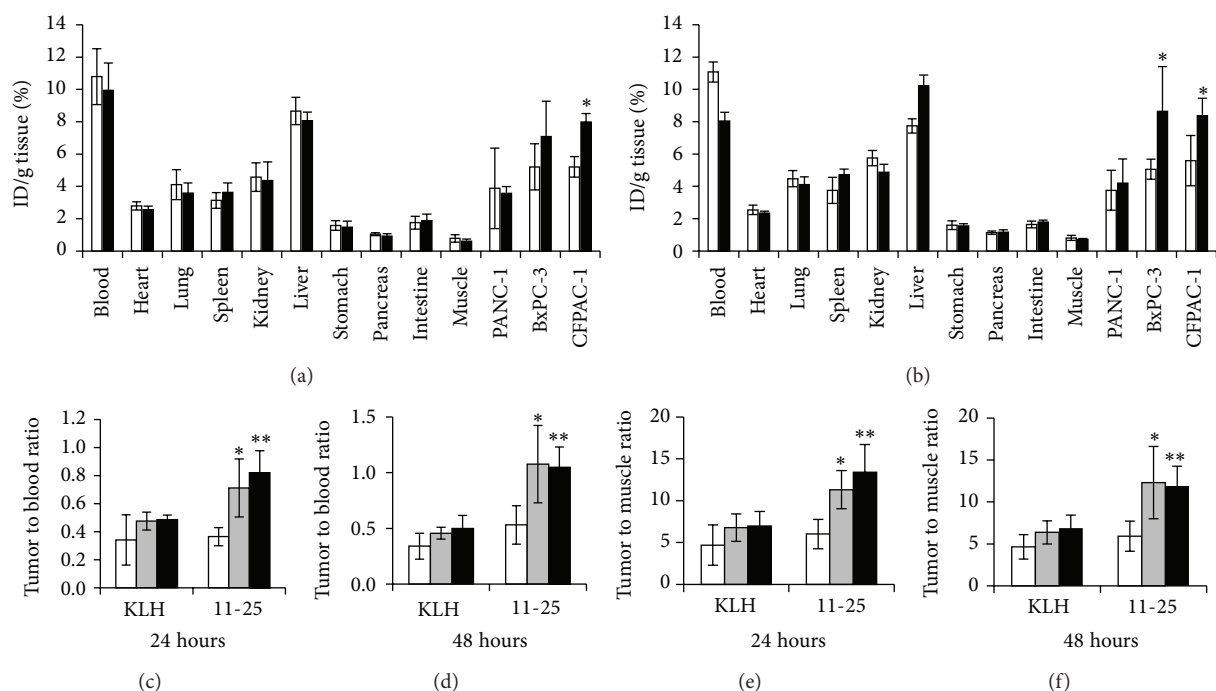 14
12
10
8
6
4
2
0
ID/g tissue (%)
*
Blood
Heart
Lung
Spleen
Kidney
Liver
Stomach
Pancreas
Intestine
Muscle
PANC-1
BxPC-3
CFPAC-1
(a)
14
12
10
8
6
4
2
0
ID/g tissue (%)
*
*
Blood
Heart
Lung
Spleen
Kidney
Liver
Stomach
Pancreas
Intestine
Muscle
PANC-1
BxPC-3
CFPAC-1
(b)
1.2
1.0
0.8
0.6
0.4
0.2
0.0
Tumor to blood ratio
*
**
KLH 11-25
24 hours
(c)
1.5
1.0
0.5
0.0
Tumor to blood ratio
*
**
KLH 11-25
48 hours
(d)
20
15
10
5
0
Tumor to muscle ratio
*
**
KLH 11-25
24 hours
(e)
20
15
10
5
0
Tumor to muscle ratio
*
**
KLH 11-25
48 hours
(f)